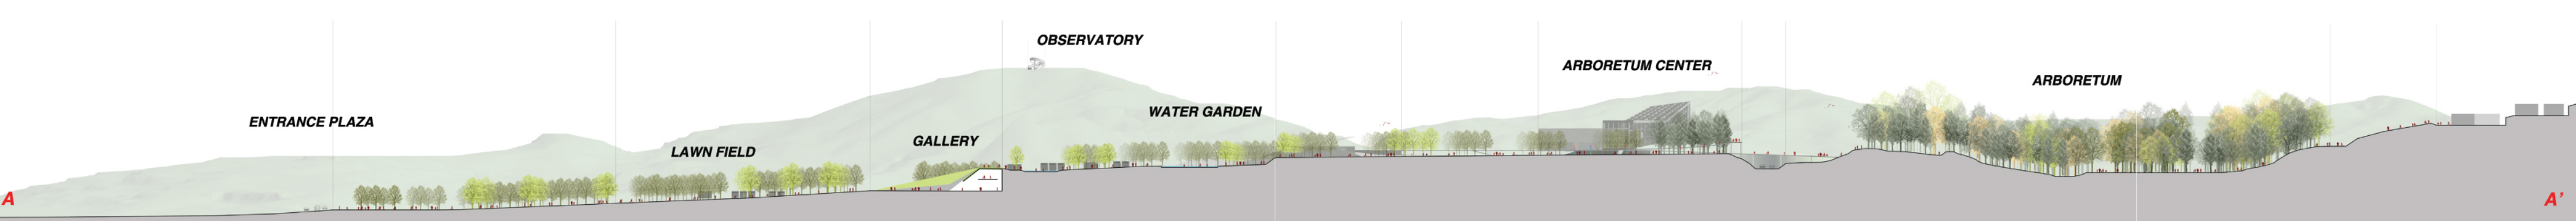 OBSERVATORY
ARBORETUM CENTER
ARBORETUM
WATER GARDEN
ENTRANCE PLAZA
GALLERY
LAWN FIELD
A
A'